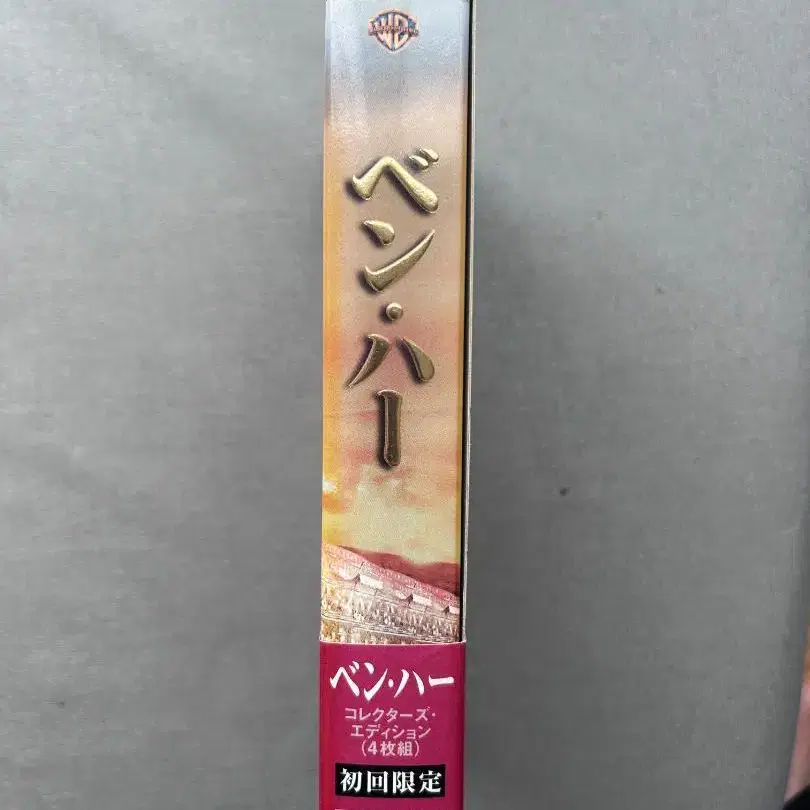 ベン・ハー
ベン・ハー
コレクターズ・
エディション
(4枚組)
初回限定